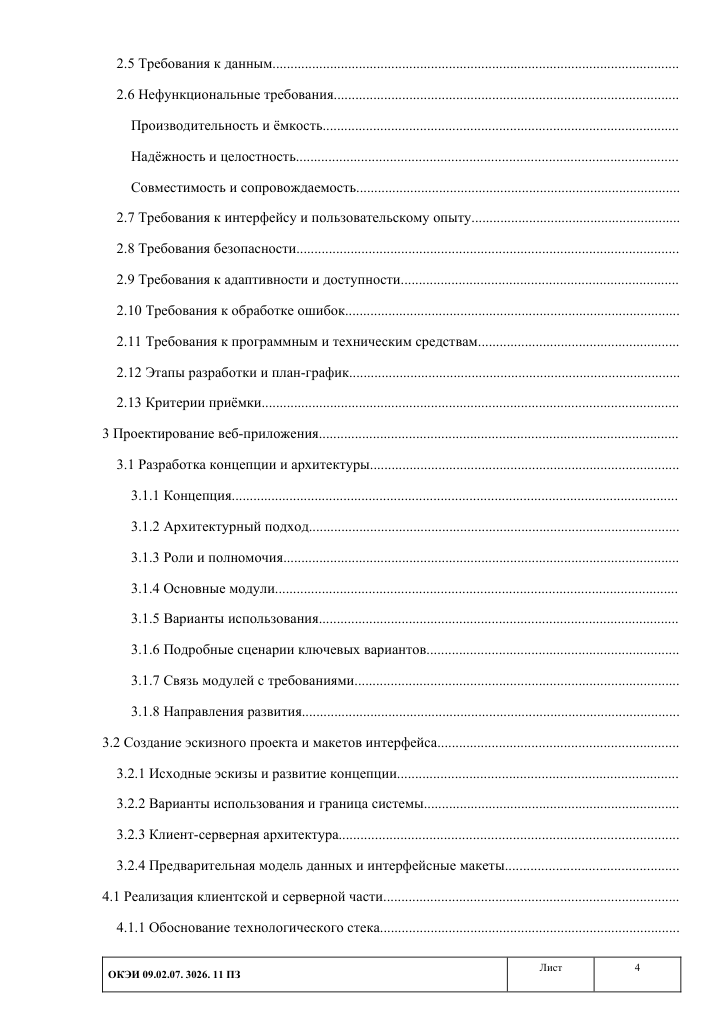 2.5 Требования к данным..........
2.6 Нефункциональные требования..........
Производительность и ёмкость..........
Надёжность и целостность..........
Совместимость и сопровождаемость..........
2.7 Требования к интерфейсу и пользовательскому опыту..........
2.8 Требования безопасности..........
2.9 Требования к адаптивности и доступности..........
2.10 Требования к обработке ошибок..........
2.11 Требования к программным и техническим средствам..........
2.12 Этапы разработки и план-график..........
2.13 Критерии приёмки..........
3 Проектирование веб-приложения..........
3.1 Разработка концепции и архитектуры..........
3.1.1 Концепция..........
3.1.2 Архитектурный подход..........
3.1.3 Роли и полномочия..........
3.1.4 Основные модули..........
3.1.5 Варианты использования..........
3.1.6 Подробные сценарии ключевых вариантов..........
3.1.7 Связь модулей с требованиями..........
3.1.8 Направления развития..........
3.2 Создание эскизного проекта и макетов интерфейса..........
3.2.1 Исходные эскизы и развитие концепции..........
3.2.2 Варианты использования и граница системы..........
3.2.3 Клиент-серверная архитектура..........
3.2.4 Предварительная модель данных и интерфейсные макеты..........
4.1 Реализация клиентской и серверной части..........
4.1.1 Обоснование технологического стека..........
ОКЭИ 09.02.07. 3026. 11 ПЗ
Лист
4